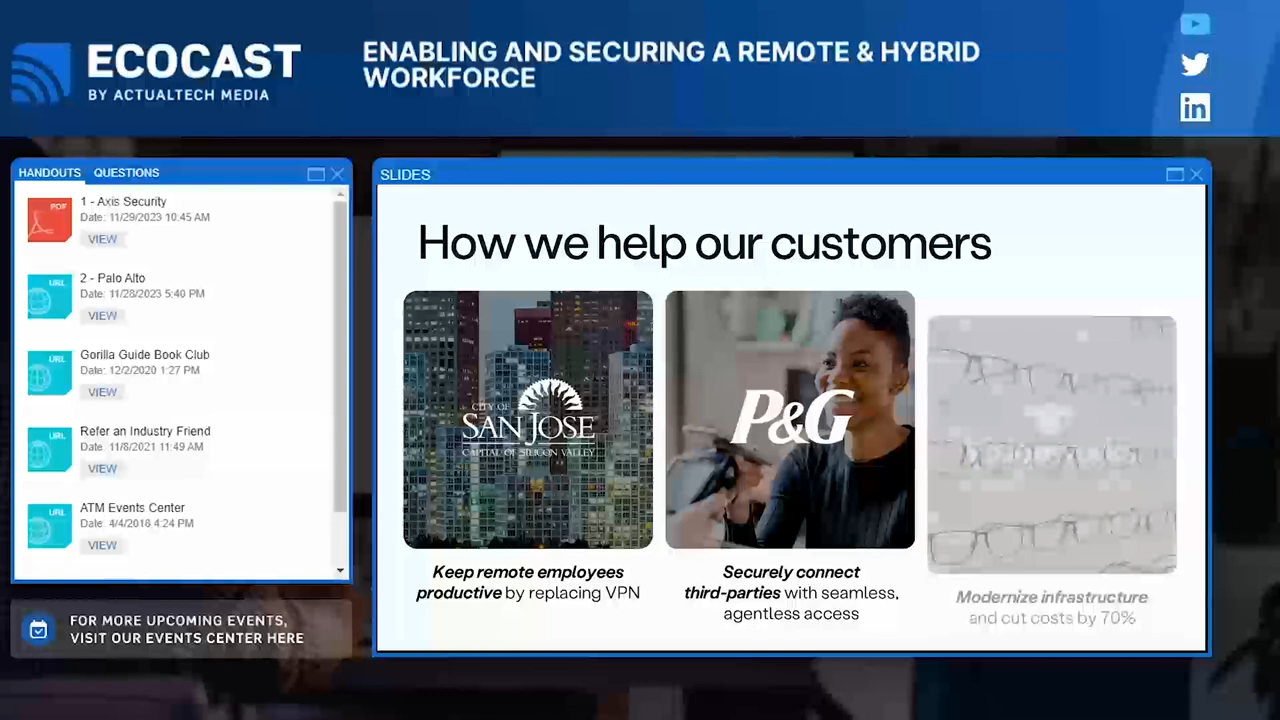 ECOCAST
BY ACTUALTECH MEDIA
ENABLING AND SECURING A REMOTE & HYBRID
WORKFORCE
in
HANDOUTS QUESTIONS
PDF
1 - Axis Security
Date: 11/29/2023 10:45 AM
VIEW
URL
2 - Palo Alto
Date: 11/28/2023 5:40 PM
VIEW
URL
Gorilla Guide Book Club
Date: 12/2/2020 1:27 PM
VIEW
URL
Refer an Industry Friend
Date: 11/8/2021 11:49 AM
VIEW
URL
ATM Events Center
Date: 4/4/2016 4:24 PM
VIEW
FOR MORE UPCOMING EVENTS,
VISIT OUR EVENTS CENTER HERE
SLIDES
How we help our customers
CITY OF
SAN JOSE
CAPITAL OF SILICON VALLEY
Keep remote employees
productive by replacing VPN
P&G
Securely connect
third-parties with seamless,
agentless access
Modernize infrastructure
and cut costs by 70%